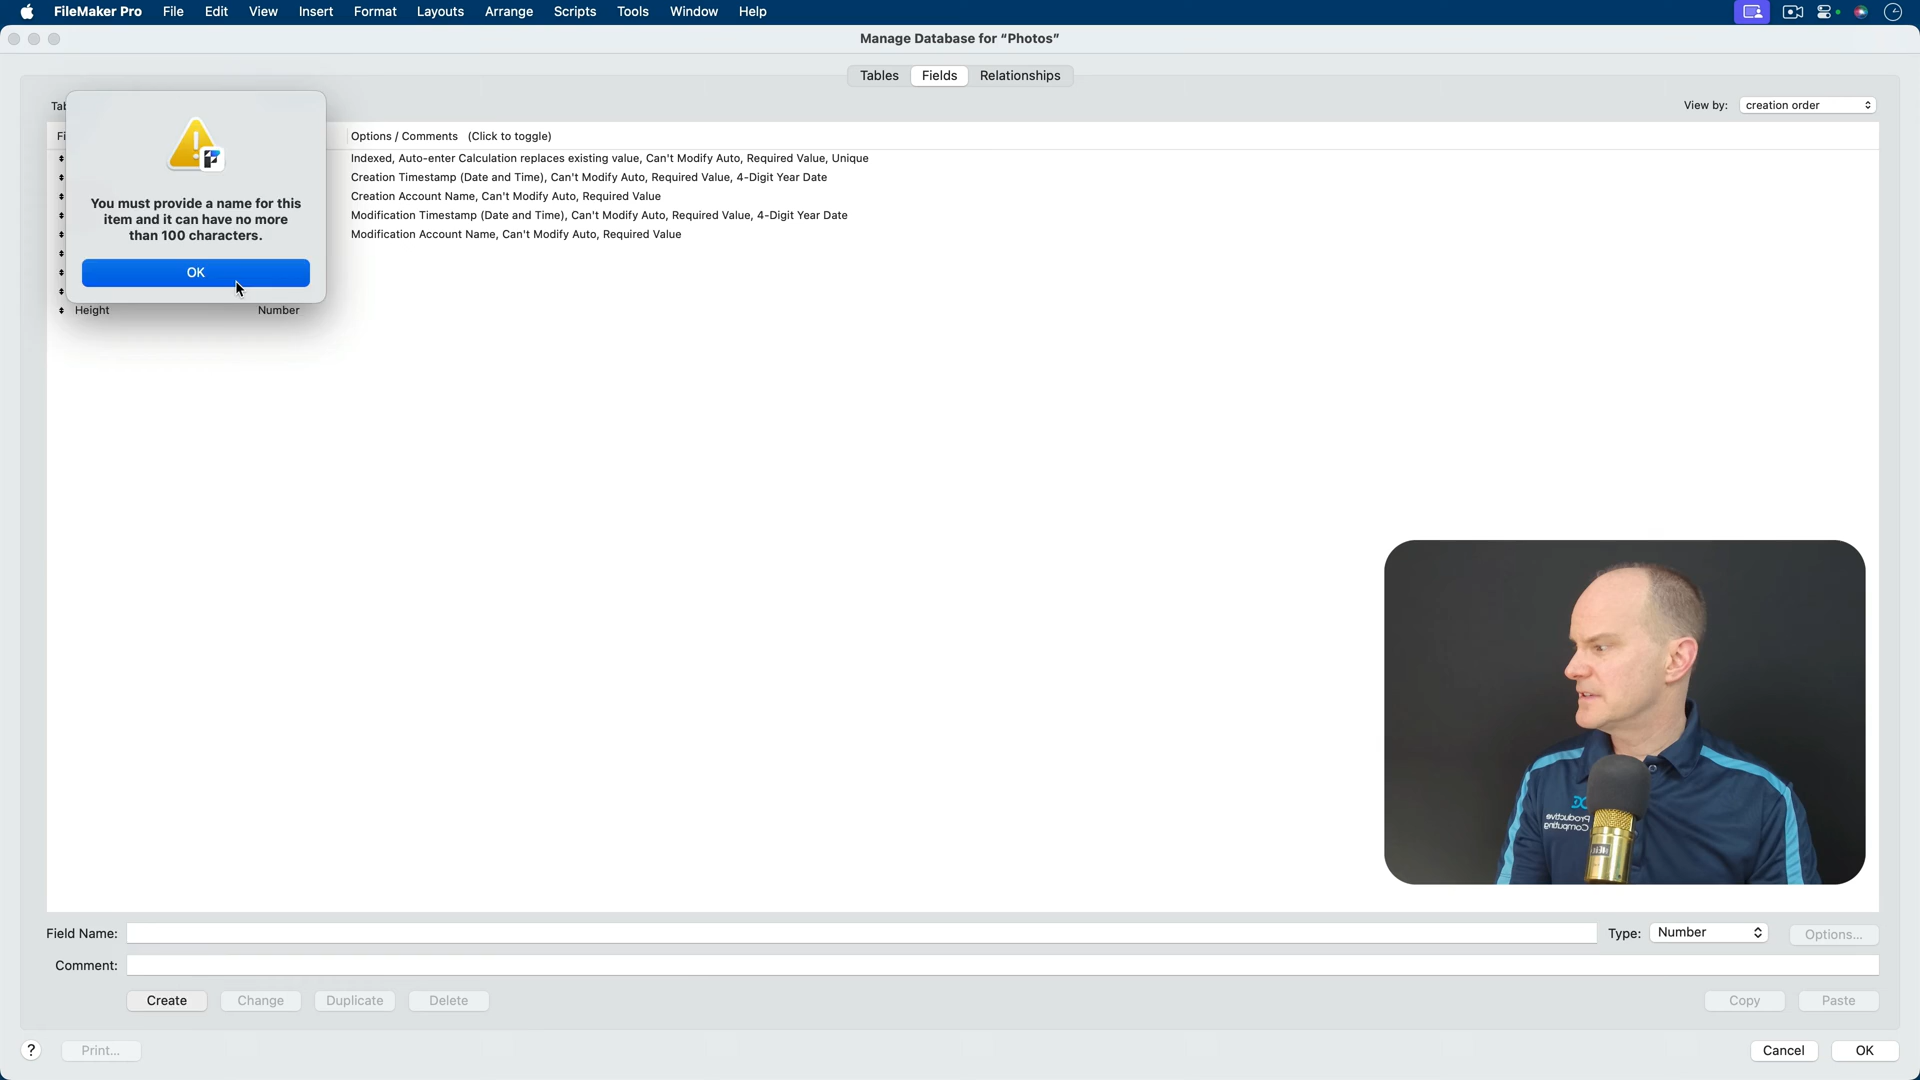 FileMaker Pro File Edit View Insert Format Layouts Arrange Scripts Tools Window Help
Manage Database for “Photos”
Tables Fields Relationships
View by: creation order
Options / Comments (Click to toggle)
Indexed, Auto-enter Calculation replaces existing value, Can't Modify Auto, Required Value, Unique
Creation Timestamp (Date and Time), Can't Modify Auto, Required Value, 4-Digit Year Date
Creation Account Name, Can't Modify Auto, Required Value
Modification Timestamp (Date and Time), Can't Modify Auto, Required Value, 4-Digit Year Date
Modification Account Name, Can't Modify Auto, Required Value
You must provide a name for this
item and it can have no more
than 100 characters.
OK
Height Number
Productive
Computing
Field Name:
Type: Number Options...
Comment:
Create Change Duplicate Delete Copy Paste
? Print... Cancel OK